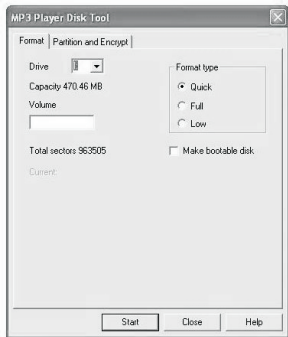 MP3 Player Disk Tool
Format
Partition and Encrypt
Drive
Format type
Capacity 470.46 MB
Quick
Volume
Full
Low
Total sectors 963505
Make bootable disk
Current:
Start
Close
Help